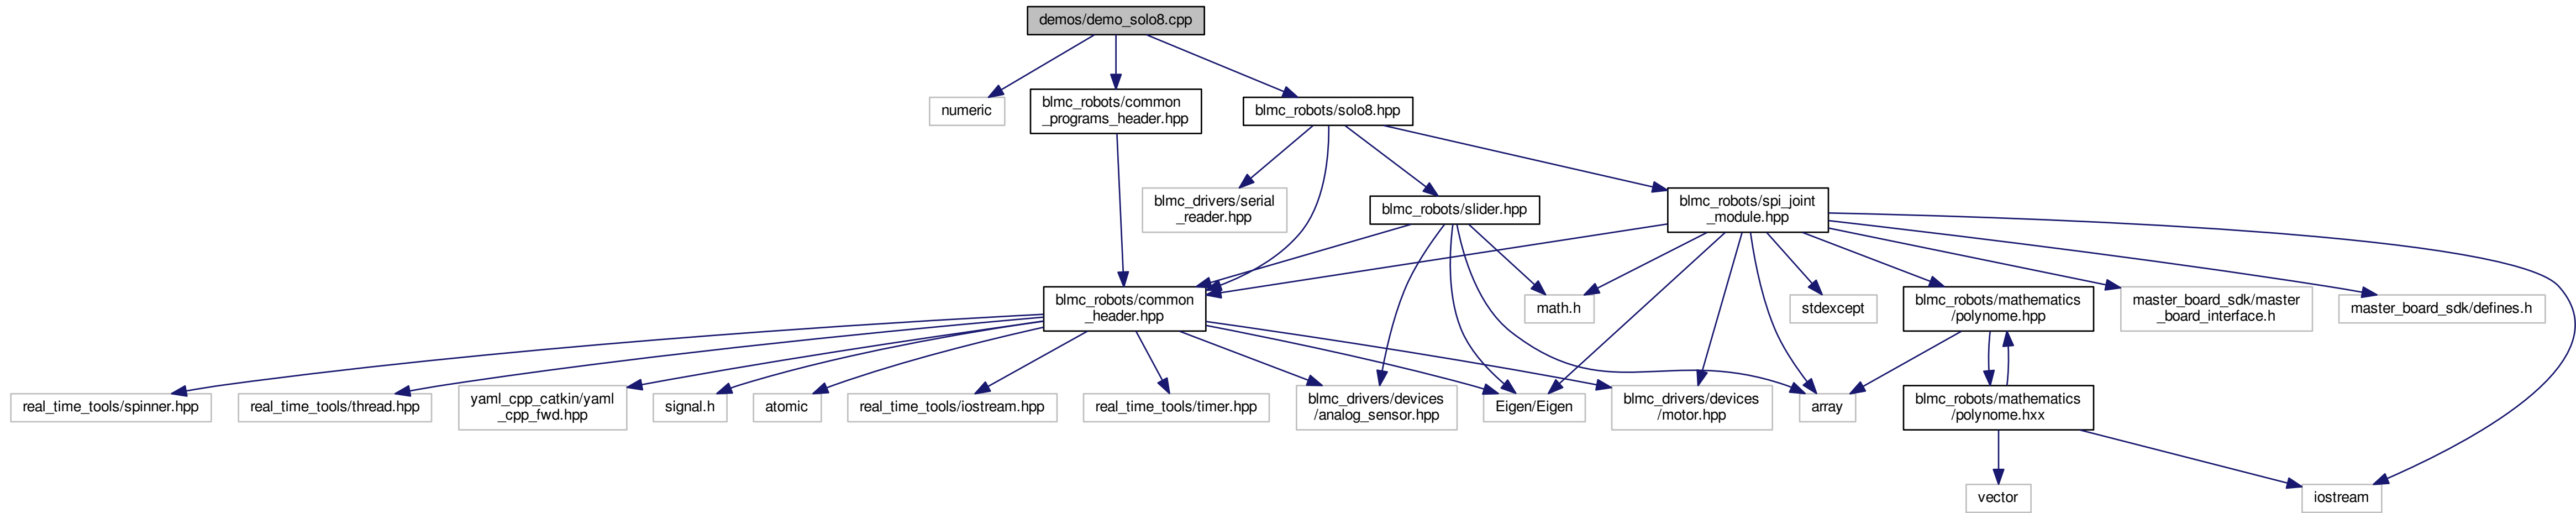 demos/demo_solo8.cpp
numeric
blmc_robots/common
_programs_header.hpp
blmc_robots/solo8.hpp
blmc_drivers/serial
_reader.hpp
blmc_robots/slider.hpp
blmc_robots/spi_joint
_module.hpp
blmc_robots/common
_header.hpp
math.h
stdexcept
blmc_robots/mathematics
/polynome.hpp
master_board_sdk/master
_board_interface.h
master_board_sdk/defines.h
real_time_tools/spinner.hpp
real_time_tools/thread.hpp
yaml_cpp_catkin/yaml
_cpp_fwd.hpp
signal.h
atomic
real_time_tools/iostream.hpp
real_time_tools/timer.hpp
blmc_drivers/devices
/analog_sensor.hpp
Eigen/Eigen
blmc_drivers/devices
/motor.hpp
array
blmc_robots/mathematics
/polynome.hxx
vector
iostream